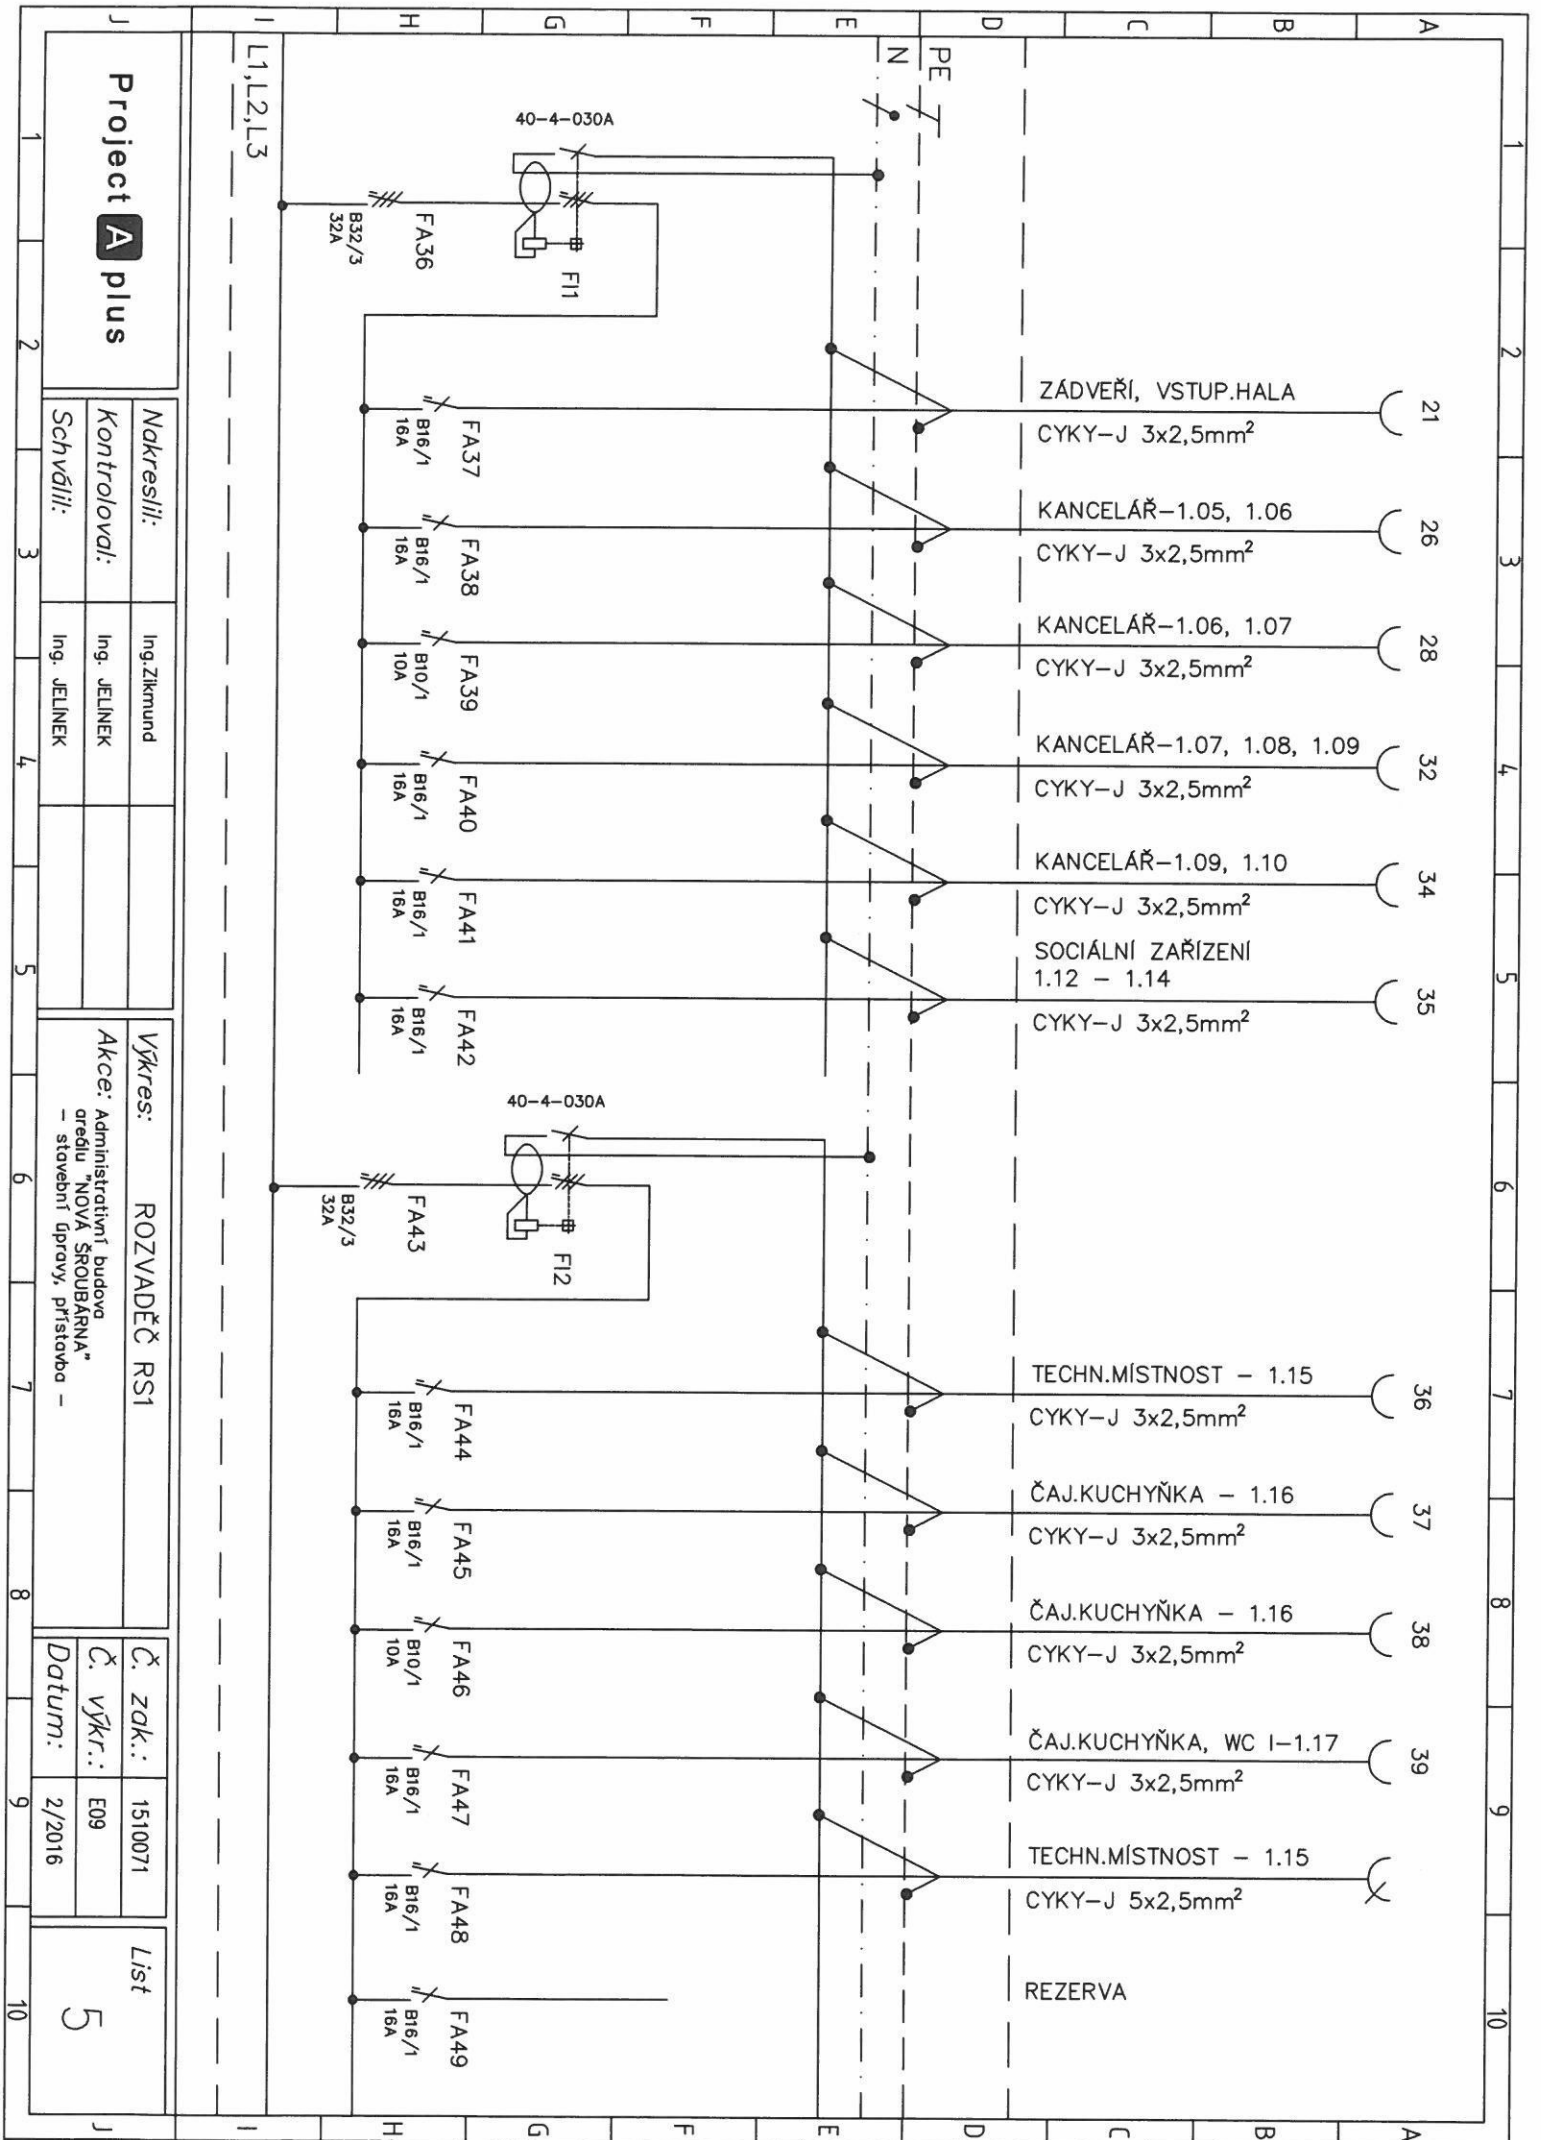 A
B
C
D
E
F
G
H
I
J
1
2
3
4
5
6
7
8
9
10
PE
N
L1,L2,L3
21
ZÁDVEŘÍ, VSTUP.HALA
CYKY-J 3x2,5mm²
26
KANCELÁŘ-1.05, 1.06
CYKY-J 3x2,5mm²
28
KANCELÁŘ-1.06, 1.07
CYKY-J 3x2,5mm²
32
KANCELÁŘ-1.07, 1.08, 1.09
CYKY-J 3x2,5mm²
34
KANCELÁŘ-1.09, 1.10
CYKY-J 3x2,5mm²
35
SOCIÁLNÍ ZAŘÍZENÍ
1.12 - 1.14
CYKY-J 3x2,5mm²
36
TECHN.MÍSTNOST - 1.15
CYKY-J 3x2,5mm²
37
ČAJ.KUCHYŇKA - 1.16
CYKY-J 3x2,5mm²
38
ČAJ.KUCHYŇKA - 1.16
CYKY-J 3x2,5mm²
39
ČAJ.KUCHYŇKA, WC I-1.17
CYKY-J 3x2,5mm²
TECHN.MÍSTNOST - 1.15
CYKY-J 5x2,5mm²
REZERVA
40-4-030A
FI1
FA36
B32/3
32A
FA37
B16/1
16A
FA38
B16/1
16A
FA39
B10/1
10A
FA40
B16/1
16A
FA41
B16/1
16A
FA42
B16/1
16A
40-4-030A
FI2
FA43
B32/3
32A
FA44
B16/1
16A
FA45
B16/1
16A
FA46
B10/1
10A
FA47
B16/1
16A
FA48
B16/1
16A
FA49
B16/1
16A
Project A plus
Nakreslil: Ing.Zikmund
Kontroloval: Ing. JELÍNEK
Schválil: Ing. JELÍNEK
Výkres: ROZVADĚČ RS1
Akce: Administrativní budova
areálu "NOVÁ ŠROUBÁRNA"
- stavební úpravy, přístavba -
Č. zak.: 1510071
Č. výkr.: E09
Datum: 2/2016
List
5
1
2
3
4
5
6
7
8
9
10
A
B
C
D
E
F
G
H
I
J